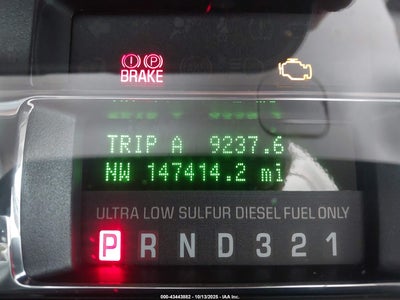 BRAKE
TRIP A 9237.6
NW 147414.2 mi
ULTRA LOW SULFUR DIESEL FUEL ONLY
P R N D 3 2 1
000-43443882 - 10/13/2025 - IAA Inc.